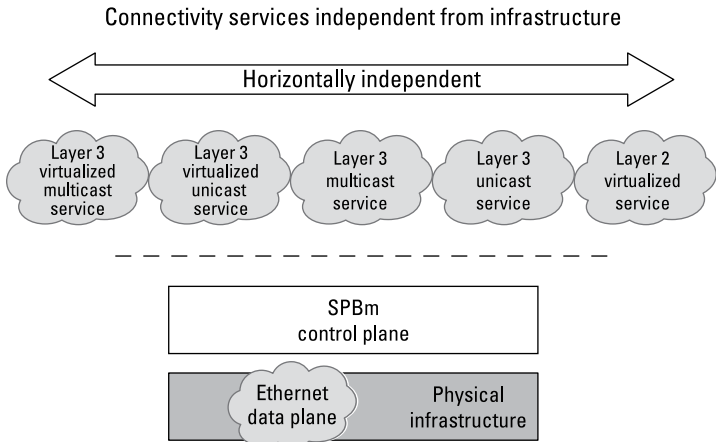 Connectivity services independent from infrastructure
Horizontally independent
Layer 3
virtualized
multicast
service
Layer 3
virtualized
unicast
service
Layer 3
multicast
service
Layer 3
unicast
service
Layer 2
virtualized
service
SPBm
control plane
Ethernet
data plane
Physical
infrastructure